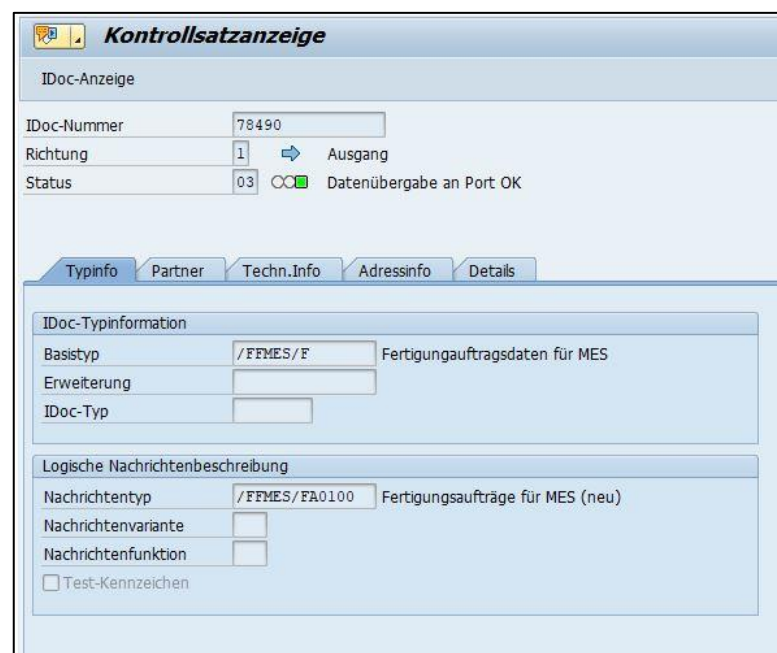 Kontrollsatzanzeige
IDoc-Anzeige
IDoc-Nummer 78490
Richtung 1 Ausgang
Status 03 Datenübergabe an Port OK
Typinfo Partner Techn.Info Adressinfo Details
IDoc-Typinformation
Basistyp /FFMES/F Fertigungauftragsdaten für MES
Erweiterung
IDoc-Typ
Logische Nachrichtenbeschreibung
Nachrichtentyp /FFMES/FA0100 Fertigungsaufträge für MES (neu)
Nachrichtenvariante
Nachrichtenfunktion
Test-Kennzeichen